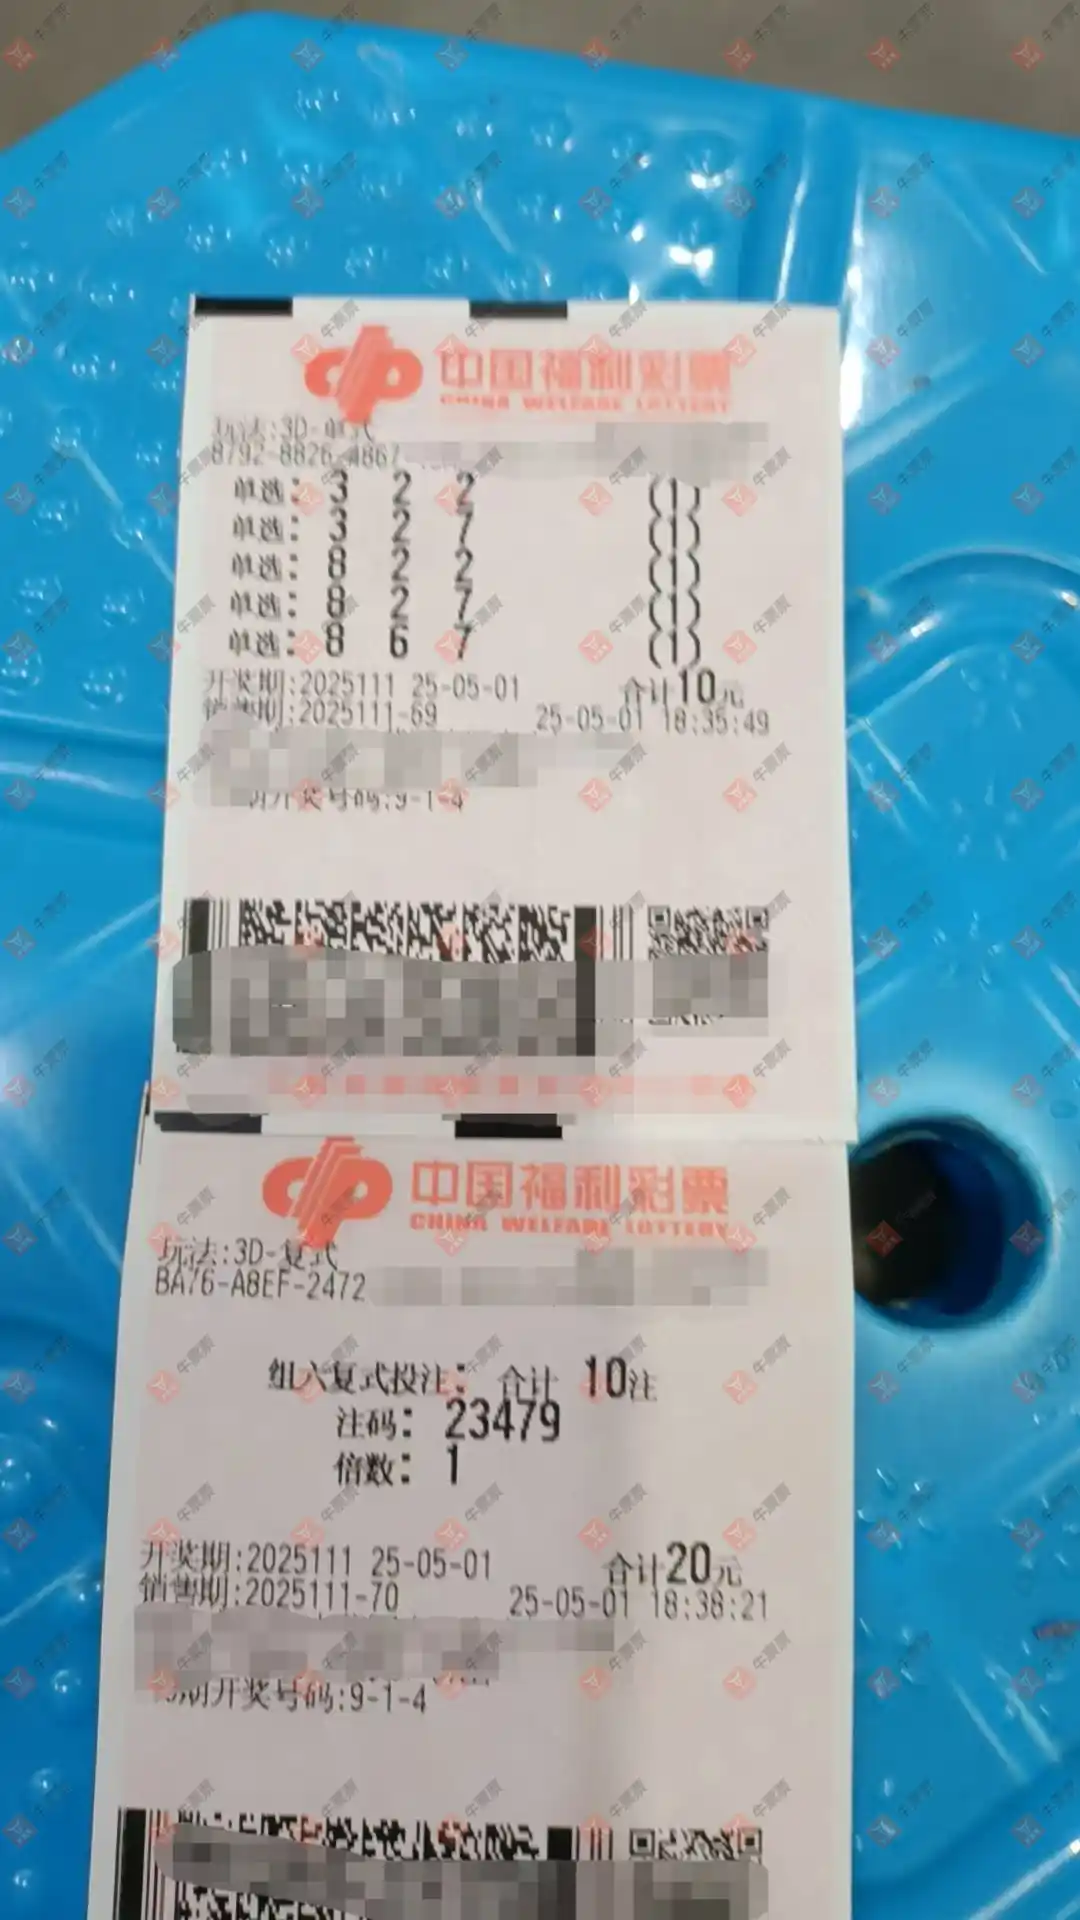 中国福利彩票
CHINA WELFARE LOTTERY
玩法:3D-单式
8792-8826-4867
单选: 3 2 2 (1)
单选: 3 2 7 (1)
单选: 8 2 2 (1)
单选: 8 2 7 (1)
单选: 8 6 7 (1)
开奖期:2025111 25-05-01 合计10元
销售期:2025111-69 25-05-01 18:35:49
期开奖号码:9-1-4
中国福利彩票
CHINA WELFARE LOTTERY
玩法:3D-复式
BA76-A8EF-2472
组六复式投注: 合计 10注
注码: 23479
倍数: 1
开奖期:2025111 25-05-01 合计20元
销售期:2025111-70 25-05-01 18:38:21
期开奖号码:9-1-4
牛票票